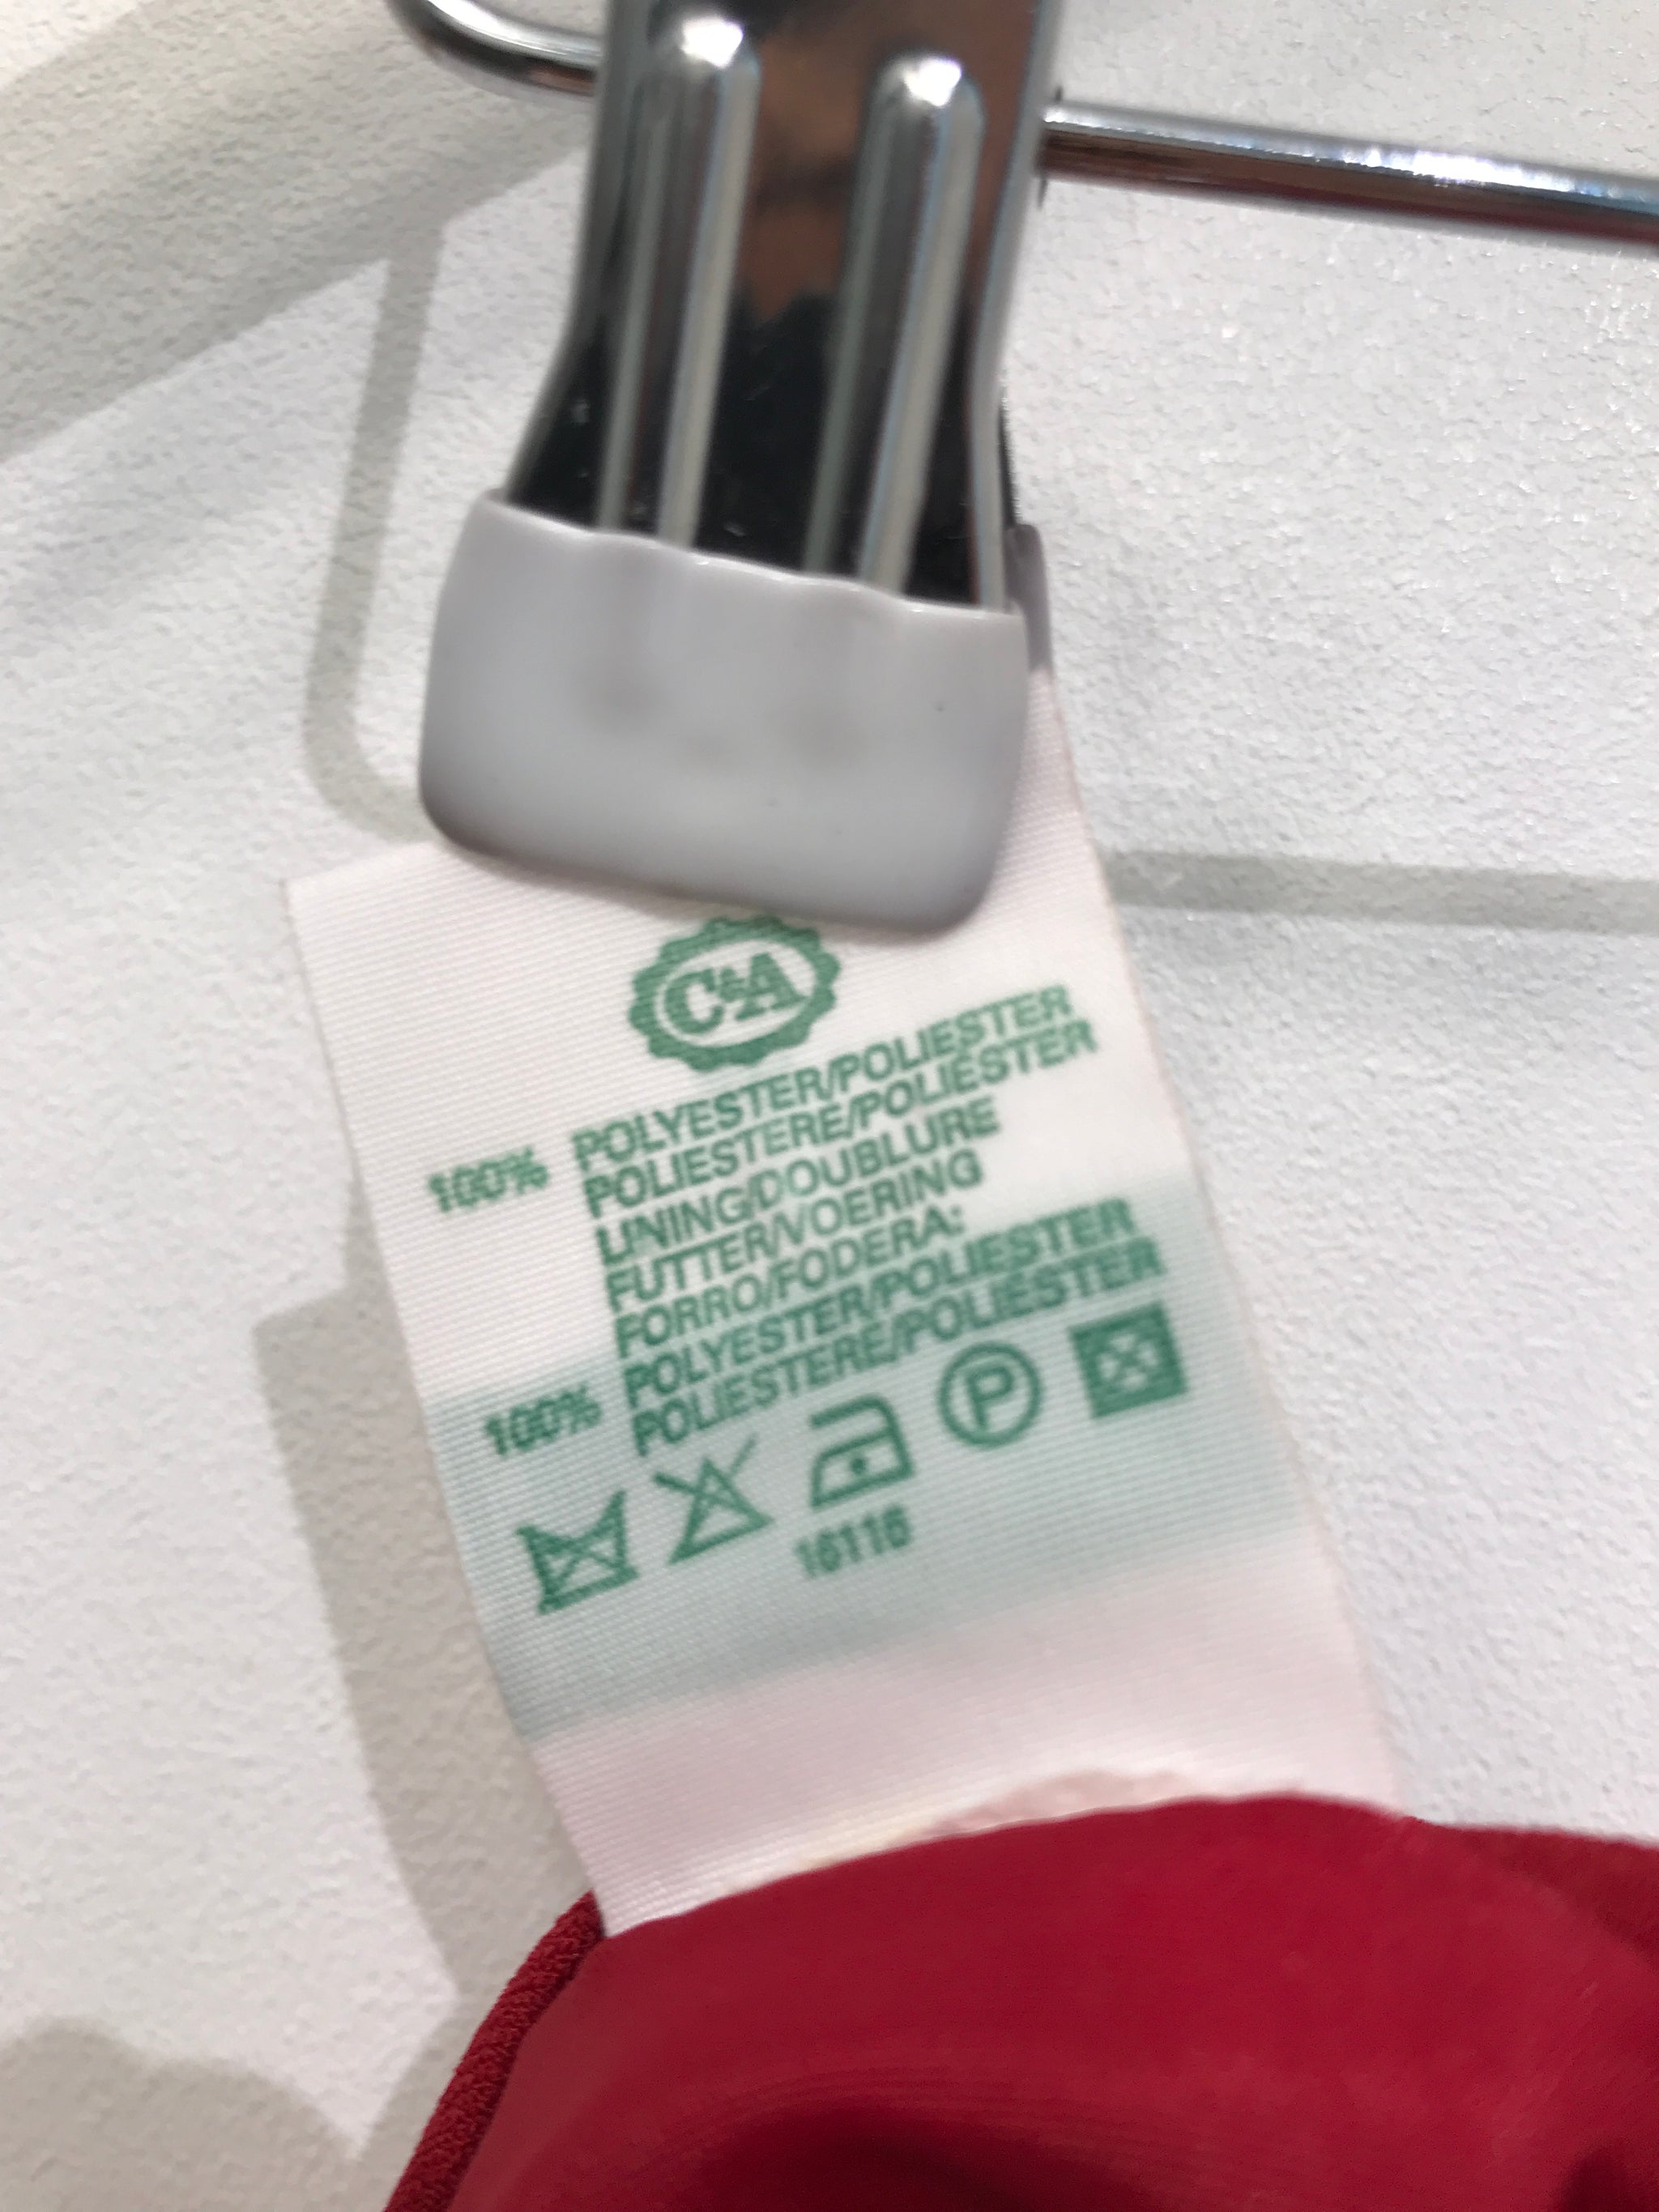 C&A
100% POLYESTER/POLIESTER
POLIESTERE/POLIÉSTER
LINING/DOUBLURE
FUTTER/VOERING
FORRO/FODERA:
100% POLYESTER/POLIESTER
POLIESTERE/POLIÉSTER
P
16116